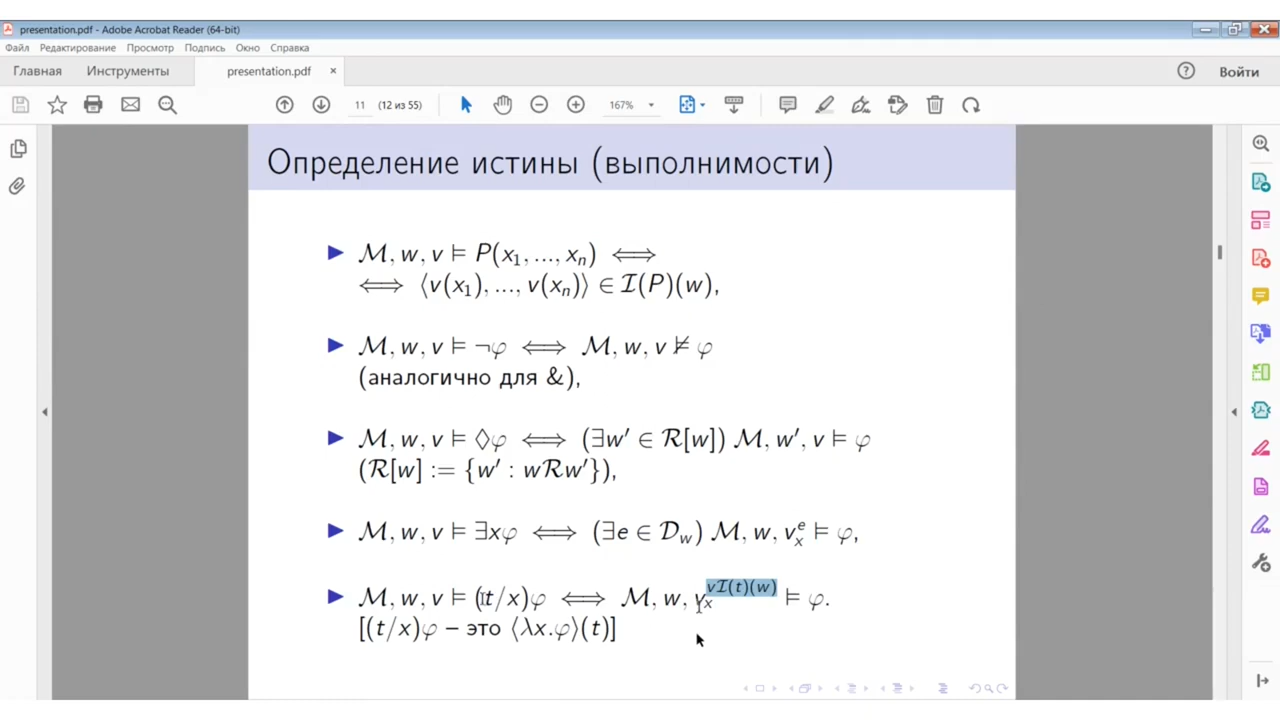 presentation.pdf - Adobe Acrobat Reader (64-bit)
Файл Редактирование Просмотр Подпись Окно Справка
Главная Инструменты presentation.pdf × Войти
11 (12 из 55) 167%
Определение истины (выполнимости)
ℳ, w, v ⊨ P(x₁, ..., xₙ) ⟺
⟺ ⟨v(x₁), ..., v(xₙ)⟩ ∈ ℐ(P)(w),
ℳ, w, v ⊨ ¬φ ⟺ ℳ, w, v ⊭ φ
(аналогично для &),
ℳ, w, v ⊨ ◊φ ⟺ (∃w′ ∈ ℛ[w]) ℳ, w′, v ⊨ φ
(ℛ[w] := {w′ : wℛw′}),
ℳ, w, v ⊨ ∃xφ ⟺ (∃e ∈ 𝒟_w) ℳ, w, v_x^e ⊨ φ,
ℳ, w, v ⊨ (t/x)φ ⟺ ℳ, w, v_x^{vℐ(t)(w)} ⊨ φ.
[(t/x)φ – это ⟨λx.φ⟩(t)]